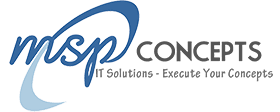 msp CONCEPTS
IT Solutions - Execute Your Concepts